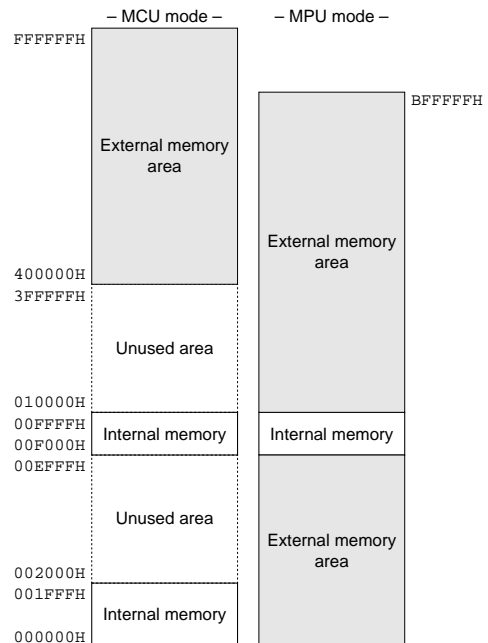 – MCU mode –
– MPU mode –
FFFFFFH
BFFFFFH
External memory
area
External memory
area
400000H
3FFFFFH
Unused area
010000H
00FFFFH
Internal memory
Internal memory
00F000H
00EFFFH
Unused area
External memory
area
002000H
001FFFH
Internal memory
000000H